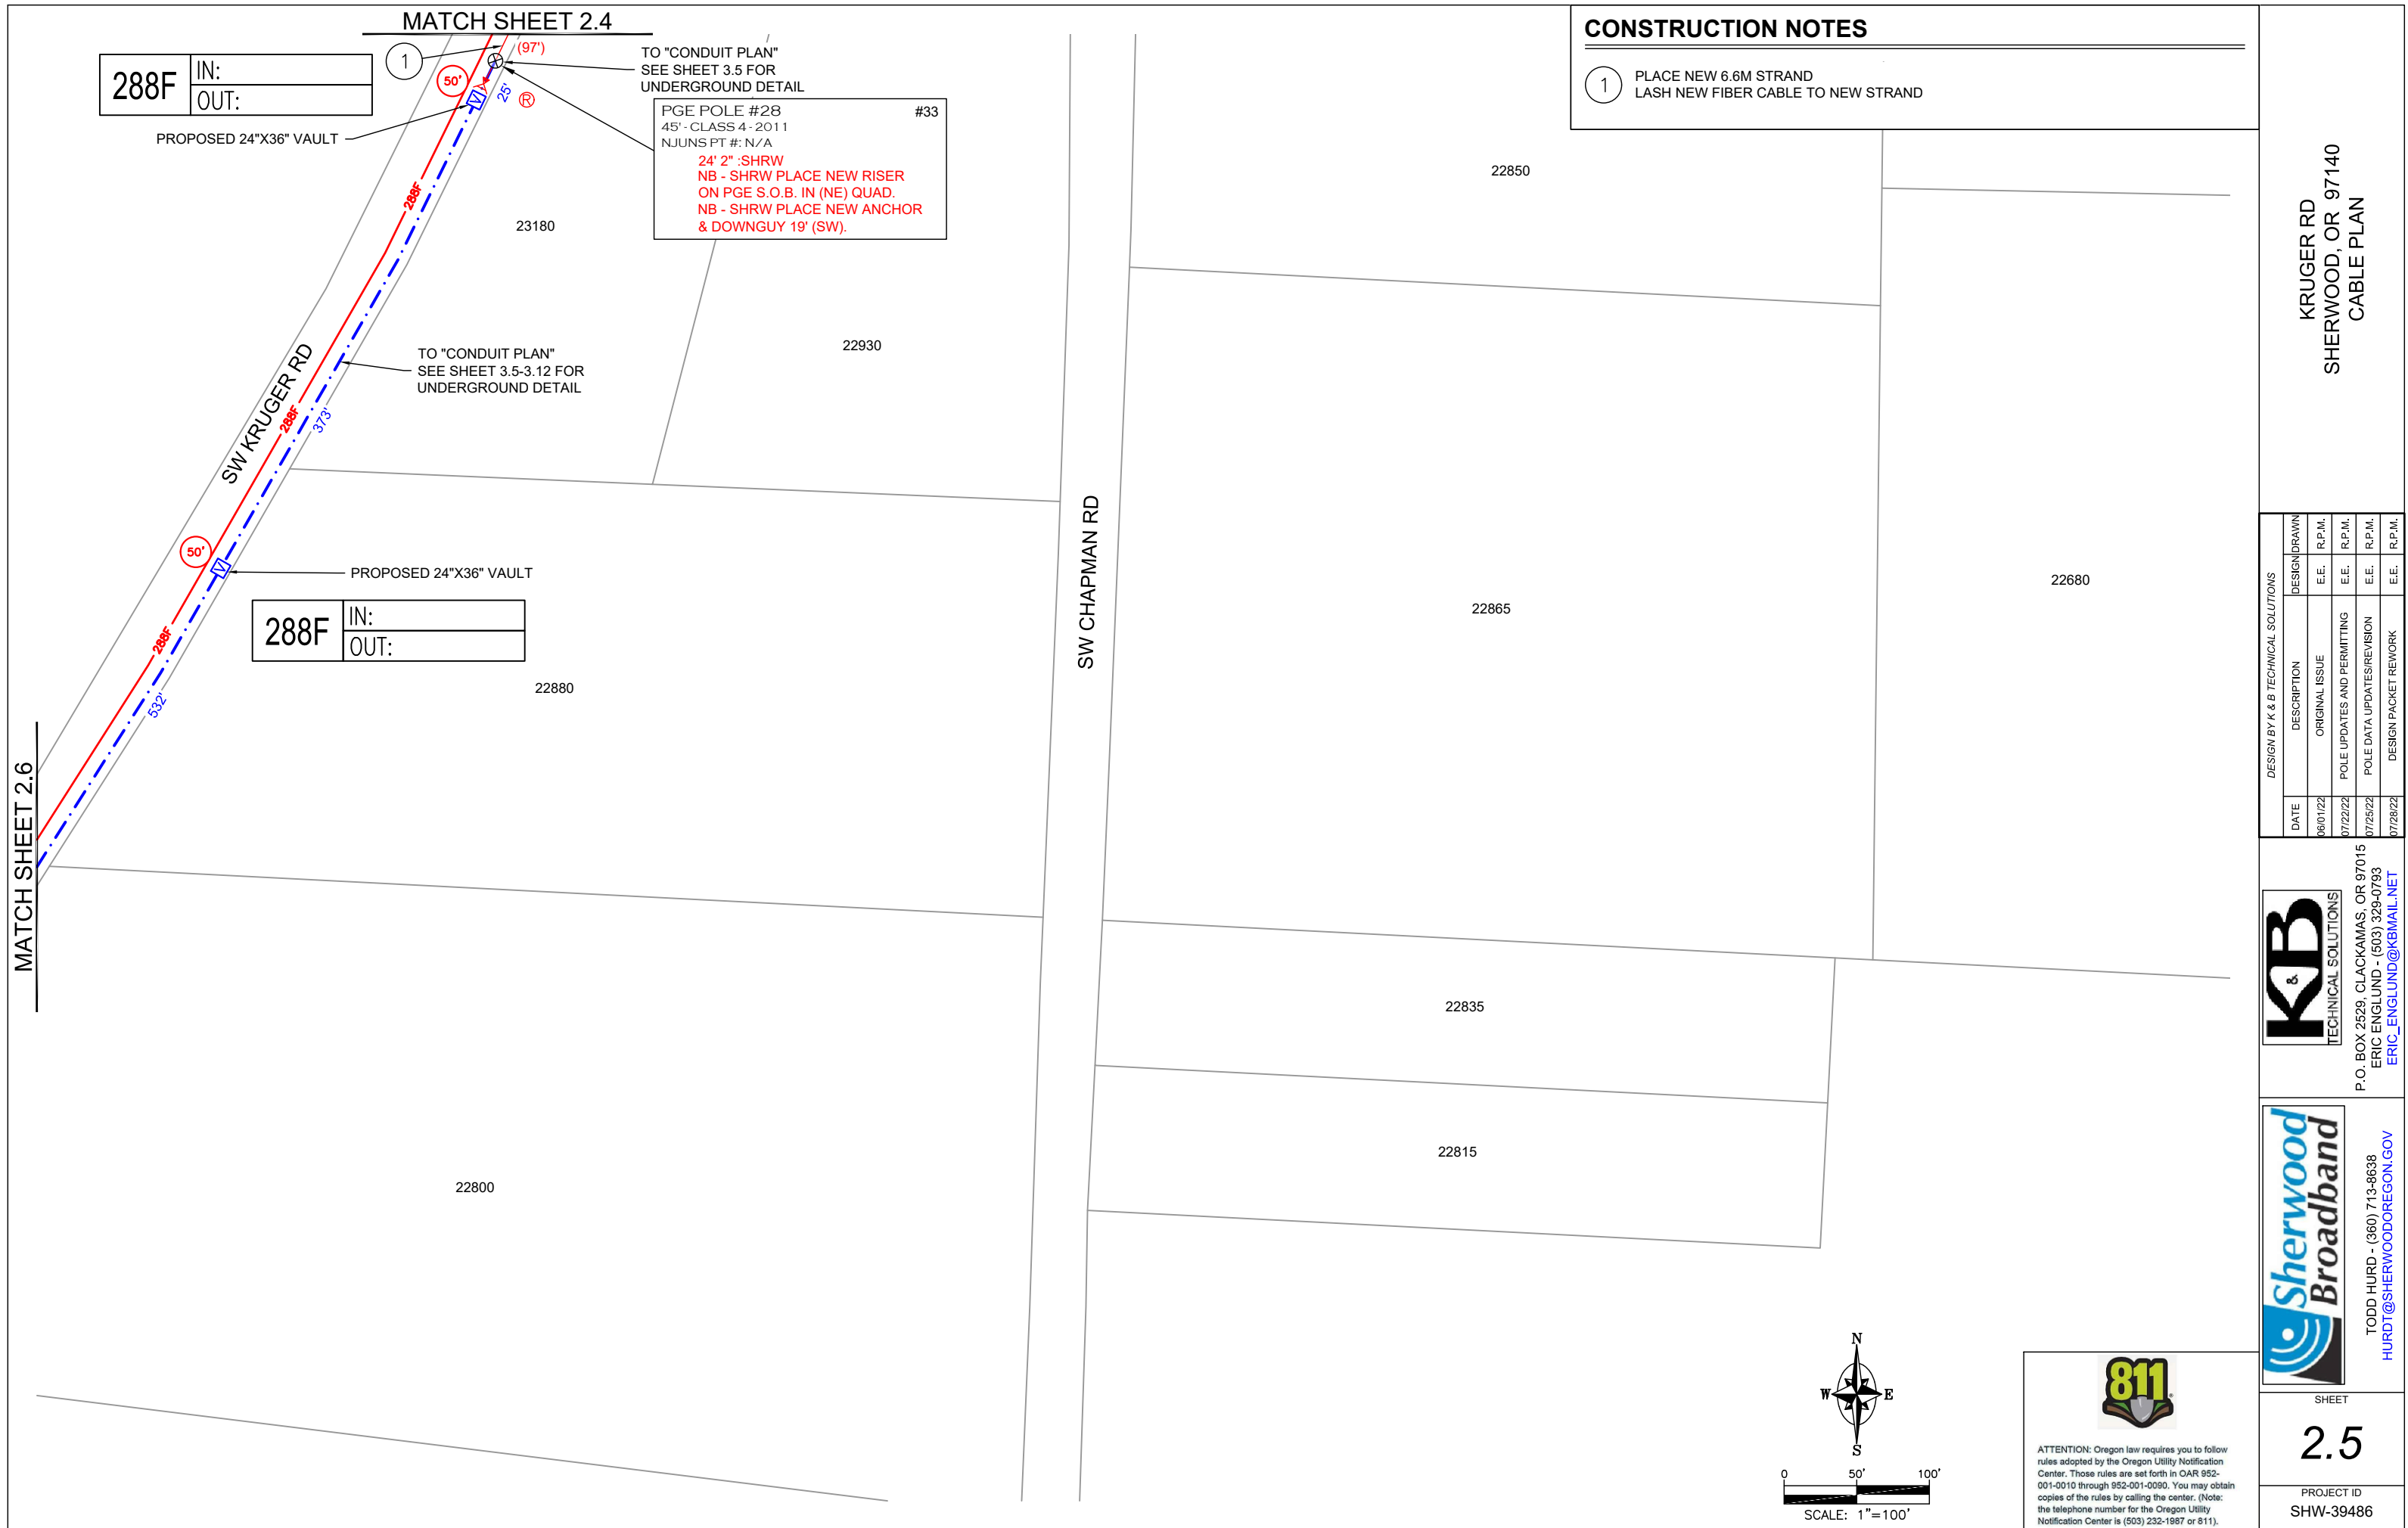 MATCH SHEET 2.4
288F
IN:
OUT:
1
(97')
50'
25'
R
V
TO "CONDUIT PLAN"
SEE SHEET 3.5 FOR
UNDERGROUND DETAIL
PROPOSED 24"X36" VAULT
PGE POLE #28
#33
45' - CLASS 4 - 2011
NJUNS PT #: N/A
24' 2" :SHRW
NB - SHRW PLACE NEW RISER
ON PGE S.O.B. IN (NE) QUAD.
NB - SHRW PLACE NEW ANCHOR
& DOWNGUY 19' (SW).
CONSTRUCTION NOTES
1
PLACE NEW 6.6M STRAND
LASH NEW FIBER CABLE TO NEW STRAND
288F
23180
22850
22930
SW KRUGER RD
TO "CONDUIT PLAN"
SEE SHEET 3.5-3.12 FOR
UNDERGROUND DETAIL
288F
373'
50'
V
PROPOSED 24"X36" VAULT
288F
IN:
OUT:
288F
532'
22880
SW CHAPMAN RD
22865
22680
MATCH SHEET 2.6
22835
22815
22800
N
W
E
S
0 50' 100'
SCALE: 1"=100'
811
ATTENTION: Oregon law requires you to follow
rules adopted by the Oregon Utility Notification
Center. Those rules are set forth in OAR 952-
001-0010 through 952-001-0090. You may obtain
copies of the rules by calling the center. (Note:
the telephone number for the Oregon Utility
Notification Center is (503) 232-1987 or 811).
KRUGER RD
SHERWOOD, OR 97140
CABLE PLAN
DESIGN BY K & B TECHNICAL SOLUTIONS
DATE DESCRIPTION DESIGN DRAWN
06/01/22 ORIGINAL ISSUE E.E. R.P.M.
07/22/22 POLE UPDATES AND PERMITTING E.E. R.P.M.
07/25/22 POLE DATA UPDATES/REVISION E.E. R.P.M.
07/28/22 DESIGN PACKET REWORK E.E. R.P.M.
K&B
TECHNICAL SOLUTIONS
P.O. BOX 2529, CLACKAMAS, OR 97015
ERIC ENGLUND - (503) 329-0793
ERIC_ENGLUND@KBMAIL.NET
Sherwood
Broadband
TODD HURD - (360) 713-8638
HURDT@SHERWOODOREGON.GOV
SHEET
2.5
PROJECT ID
SHW-39486